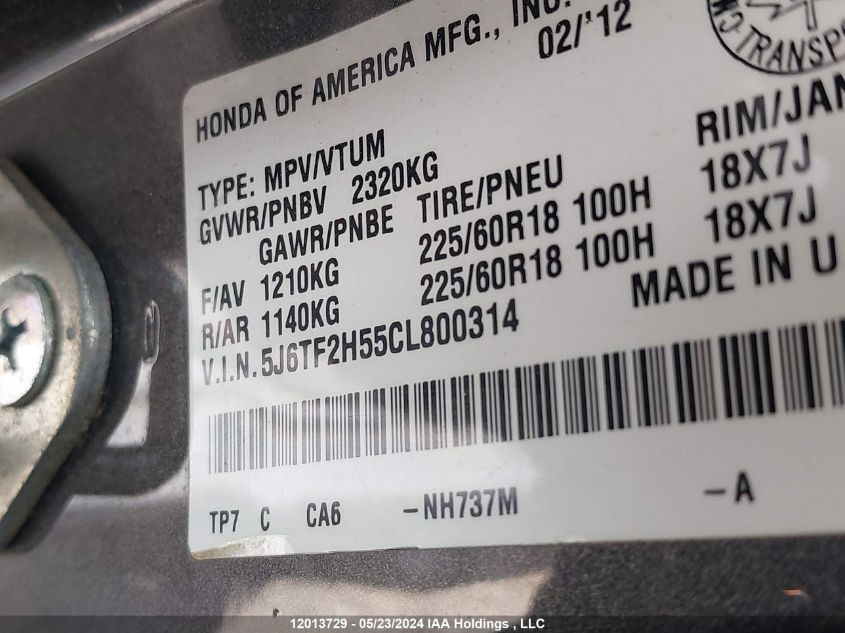 HONDA OF AMERICA MFG., INC. 02/'12
TYPE: MPV/VTUM
GVWR/PNBV 2320KG
GAWR/PNBE TIRE/PNEU RIM/JAN
F/AV 1210KG 225/60R18 100H 18X7J
R/AR 1140KG 225/60R18 100H 18X7J
V.I.N. 5J6TF2H55CL800314 MADE IN U
TP7 C CA6 -NH737M -A
12013729 - 05/23/2024 IAA Holdings , LLC